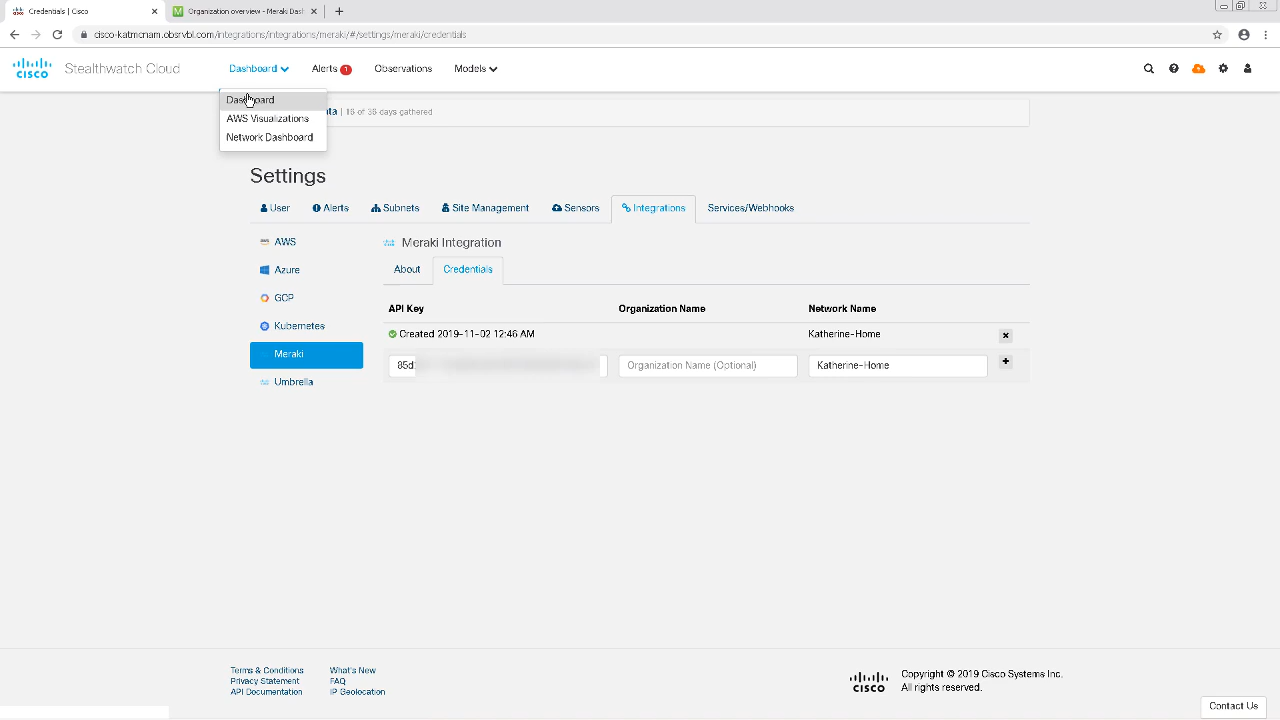 Credentials | Cisco
Organization overview - Meraki Dash
cisco-katmcnam.obsrvbl.com/integrations/integrations/meraki/#/settings/meraki/credentials
CISCO Stealthwatch Cloud Dashboard Alerts 1 Observations Models
Dashboard
AWS Visualizations
Network Dashboard
| 16 of 36 days gathered
Settings
User Alerts Subnets Site Management Sensors Integrations Services/Webhooks
AWS
Azure
GCP
Kubernetes
Meraki
Umbrella
Meraki Integration
About Credentials
API Key Organization Name Network Name
Created 2019-11-02 12:46 AM Katherine-Home
85d Organization Name (Optional) Katherine-Home
Terms & Conditions What's New
Privacy Statement FAQ
API Documentation IP Geolocation
CISCO
Copyright © 2019 Cisco Systems Inc.
All rights reserved.
Contact Us